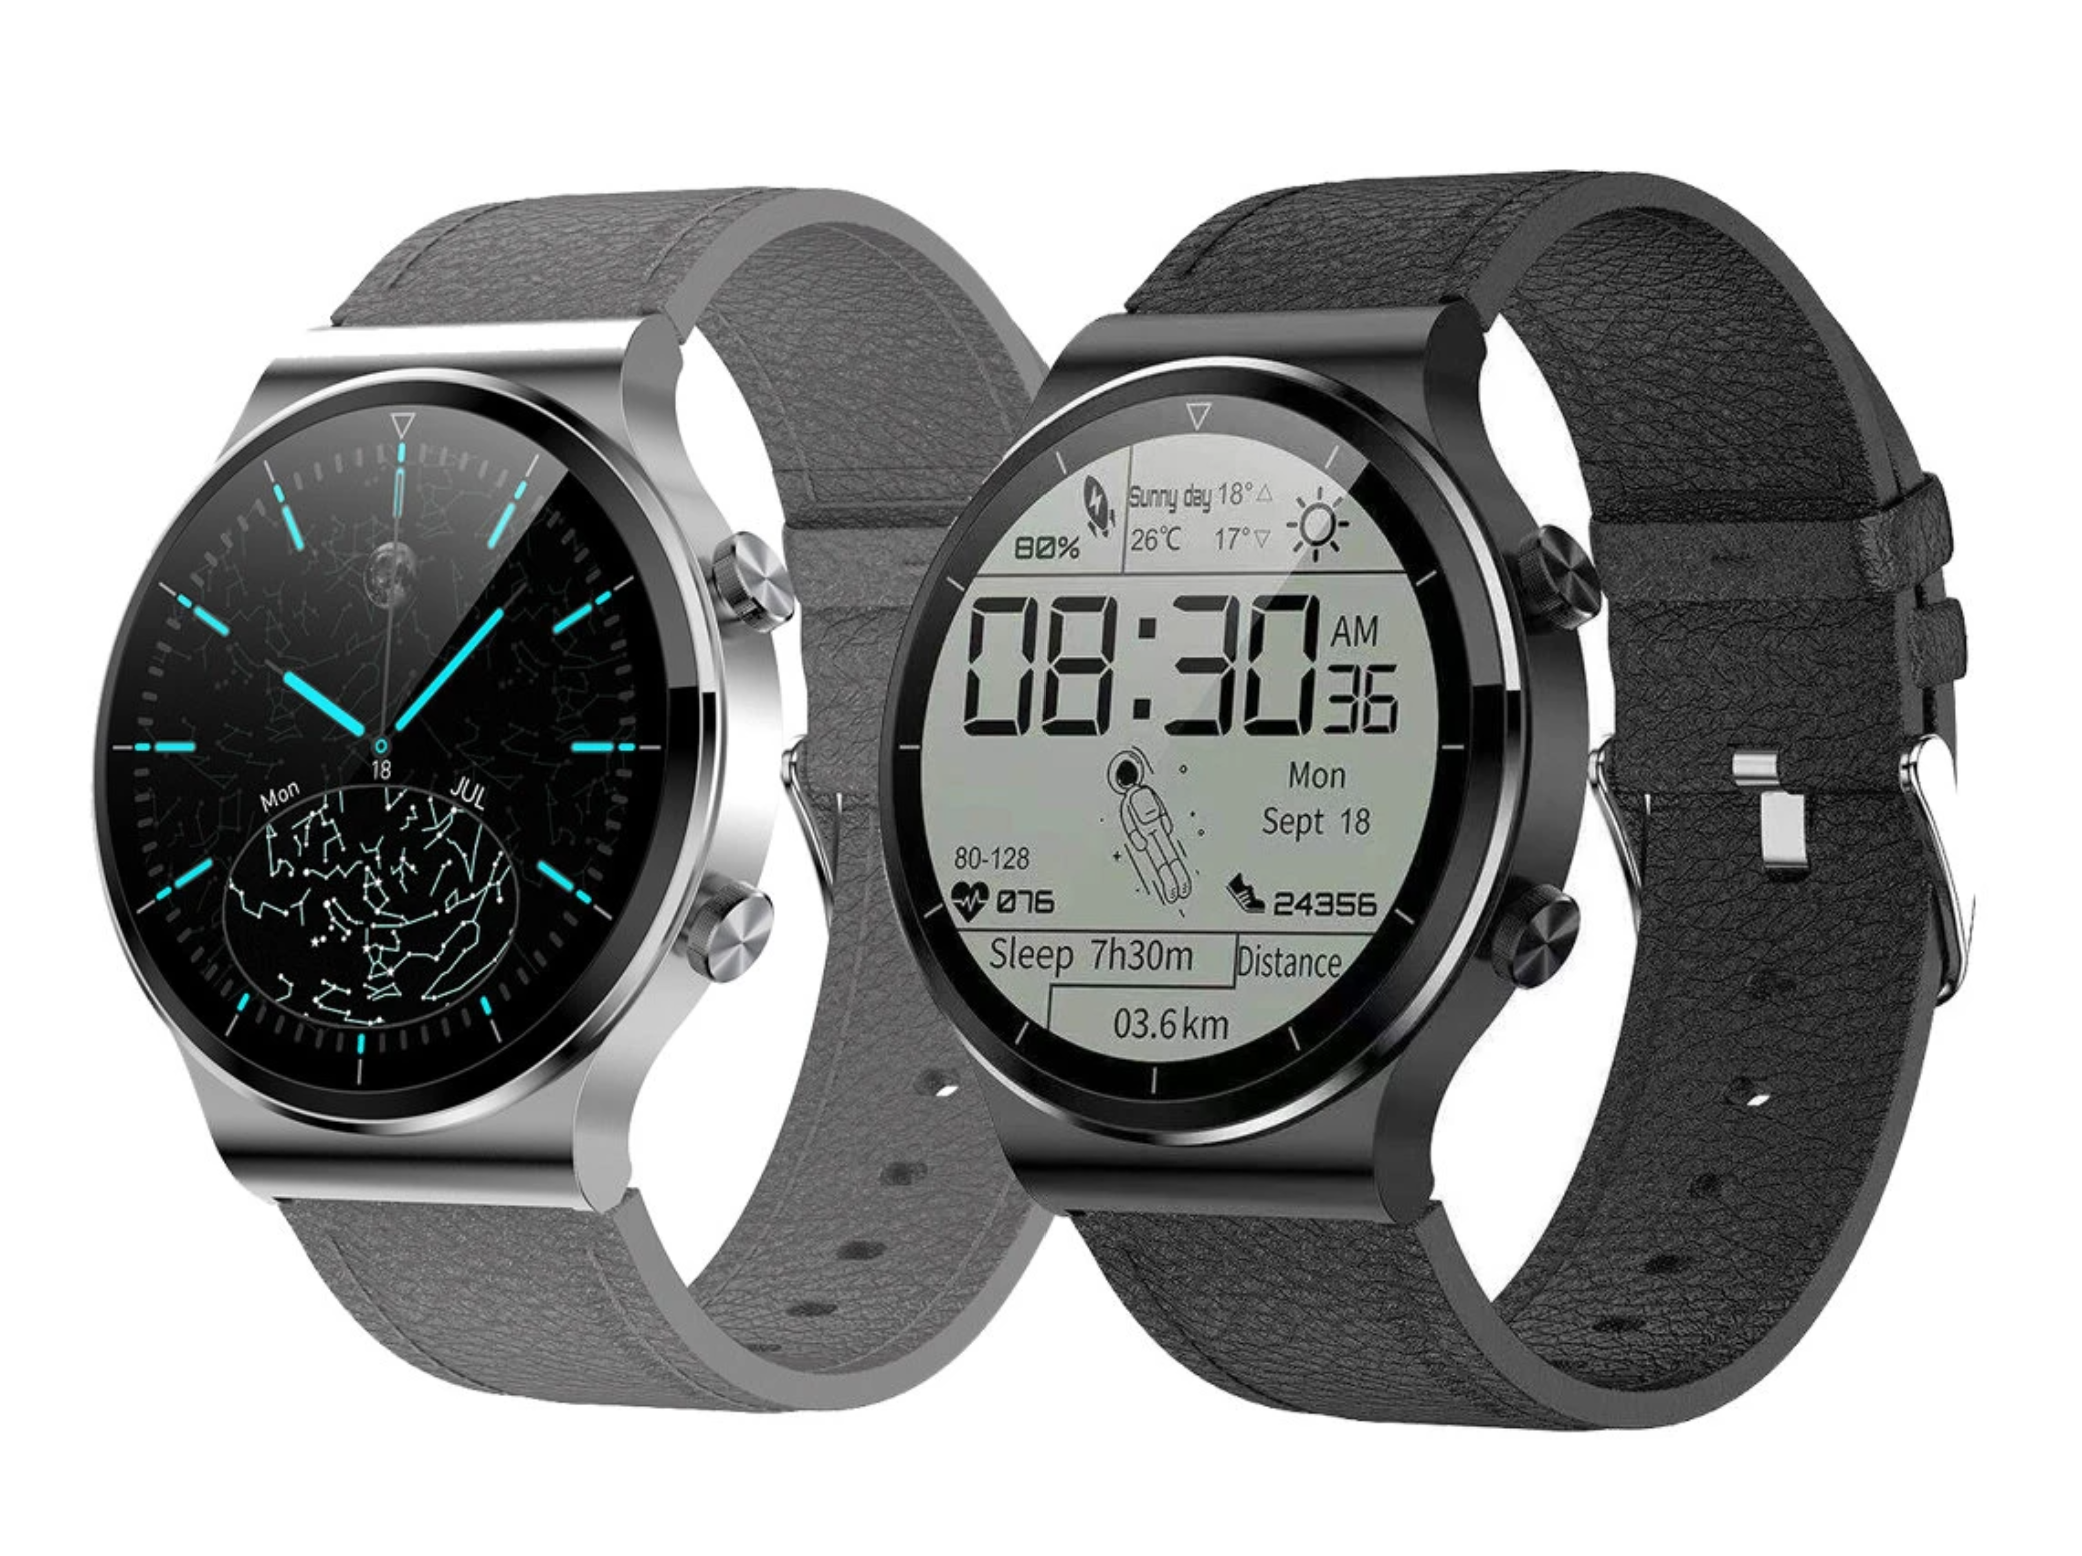 18
Mon
JUL
80%
Sunny day 18°△
26℃ 17°▽
08:30 AM
36
Mon
Sept 18
80-128
076
24356
Sleep 7h30m
Distance
03.6km